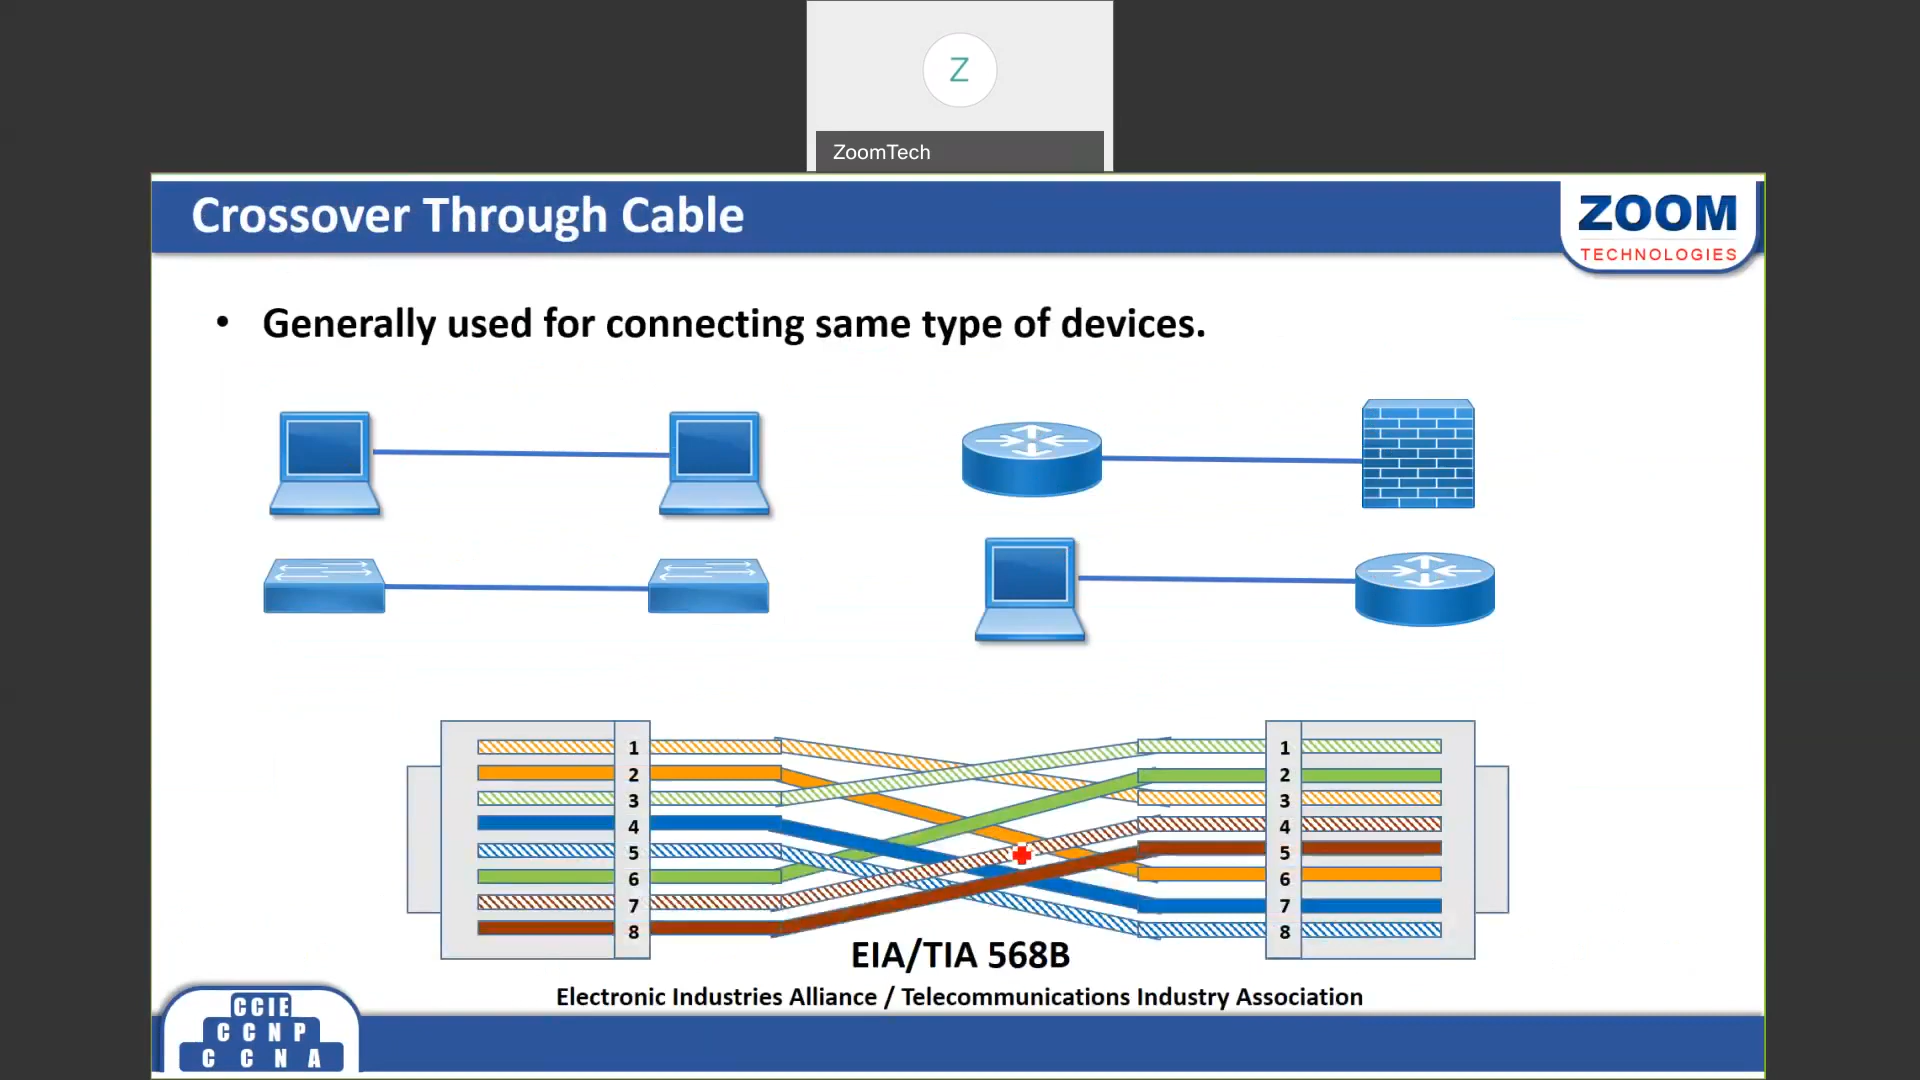 Z
ZoomTech
Crossover Through Cable
ZOOM
TECHNOLOGIES
• Generally used for connecting same type of devices.
1 1
2 2
3 3
4 4
5 5
6 6
7 7
8 8
EIA/TIA 568B
Electronic Industries Alliance / Telecommunications Industry Association
CCIE
CCNP
CCNA